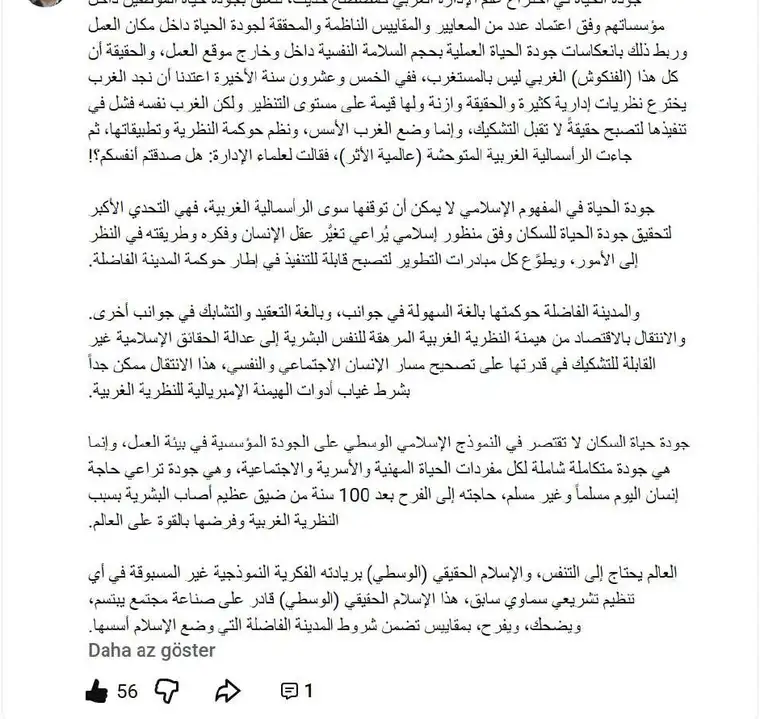 مؤسساتهم وفق اعتماد عدد من المعايير والمقاييس الناظمة والمحققة لجودة الحياة داخل مكان العمل
وربط ذلك بانعكاسات جودة الحياة العملية بحجم السلامة النفسية داخل وخارج موقع العمل، والحقيقة أن
كل هذا (الفنكوش) الغربي ليس بالمستغرب، ففي الخمس وعشرون سنة الأخيرة اعتدنا أن نجد الغرب
يخترع نظريات إدارية كثيرة والحقيقة وازنة ولها قيمة على مستوى التنظير ولكن الغرب نفسه فشل في
تنفيذها لتصبح حقيقةً لا تقبل التشكيك، وإنما وضع الغرب الأسس، ونظم حوكمة النظرية وتطبيقاتها، ثم
جاءت الرأسمالية الغربية المتوحشة (عالمية الأثر)، فقالت لعلماء الإدارة: هل صدقتم أنفسكم؟!
جودة الحياة في المفهوم الإسلامي لا يمكن أن توقفها سوى الرأسمالية الغربية، فهي التحدي الأكبر
لتحقيق جودة الحياة للسكان وفق منظور إسلامي يُراعي تغيُّر عقل الإنسان وفكره وطريقته في النظر
إلى الأمور، ويطوِّع كل مبادرات التطوير لتصبح قابلة للتنفيذ في إطار حوكمة المدينة الفاضلة.
والمدينة الفاضلة حوكمتها بالغة السهولة في جوانب، وبالغة التعقيد والتشابك في جوانب أخرى.
والانتقال بالاقتصاد من هيمنة النظرية الغربية المرهقة للنفس البشرية إلى عدالة الحقائق الإسلامية غير
القابلة للتشكيك في قدرتها على تصحيح مسار الإنسان الاجتماعي والنفسي، هذا الانتقال ممكن جداً
بشرط غياب أدوات الهيمنة الإمبريالية للنظرية الغربية.
جودة حياة السكان لا تقتصر في النموذج الإسلامي الوسطي على الجودة المؤسسية في بيئة العمل، وإنما
هي جودة متكاملة شاملة لكل مفردات الحياة المهنية والأسرية والاجتماعية، وهي جودة تراعي حاجة
إنسان اليوم مسلماً وغير مسلم، حاجته إلى الفرح بعد 100 سنة من ضيق عظيم أصاب البشرية بسبب
النظرية الغربية وفرضها بالقوة على العالم.
العالم يحتاج إلى التنفس، والإسلام الحقيقي (الوسطي) بريادته الفكرية النموذجية غير المسبوقة في أي
تنظيم تشريعي سماوي سابق، هذا الإسلام الحقيقي (الوسطي) قادر على صناعة مجتمع يبتسم،
ويضحك، ويفرح، بمقاييس تضمن شروط المدينة الفاضلة التي وضع الإسلام أسسها.
Daha az göster
56 1